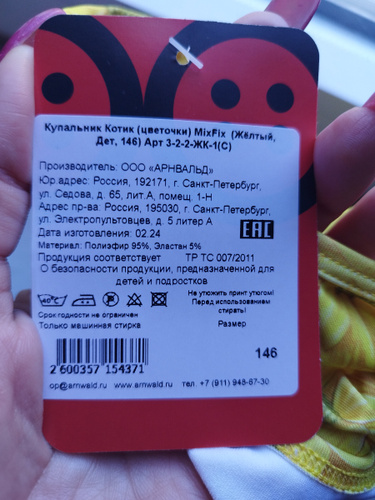 Купальник Котик (цветочки) MixFix (Жёлтый,
Дет, 146) Арт 3-2-2-ЖК-1(С)
Производитель: ООО «АРНВАЛЬД»
Юр.адрес: Россия, 192171, г. Санкт-Петербург,
ул. Седова, д. 65, лит.А, помещ. 1-Н
Адрес пр-ва: Россия, 195030, г. Санкт-Петербург,
ул. Электропультовцев, д. 5 литер А
Дата изготовления: 02.24
Материал: Полиэфир 95%, Эластан 5%
EAC
Продукция соответствует ТР ТС 007/2011
О безопасности продукции, предназначенной для
детей и подростков
40°C
Не утюжить принт утюгом!
Перед использованием
стирать!
Срок годности не ограничен
Только машинная стирка
Размер
146
2 600357 154371
op@arnwald.ru www.arnwald.ru тел. +7 (911) 948-87-30